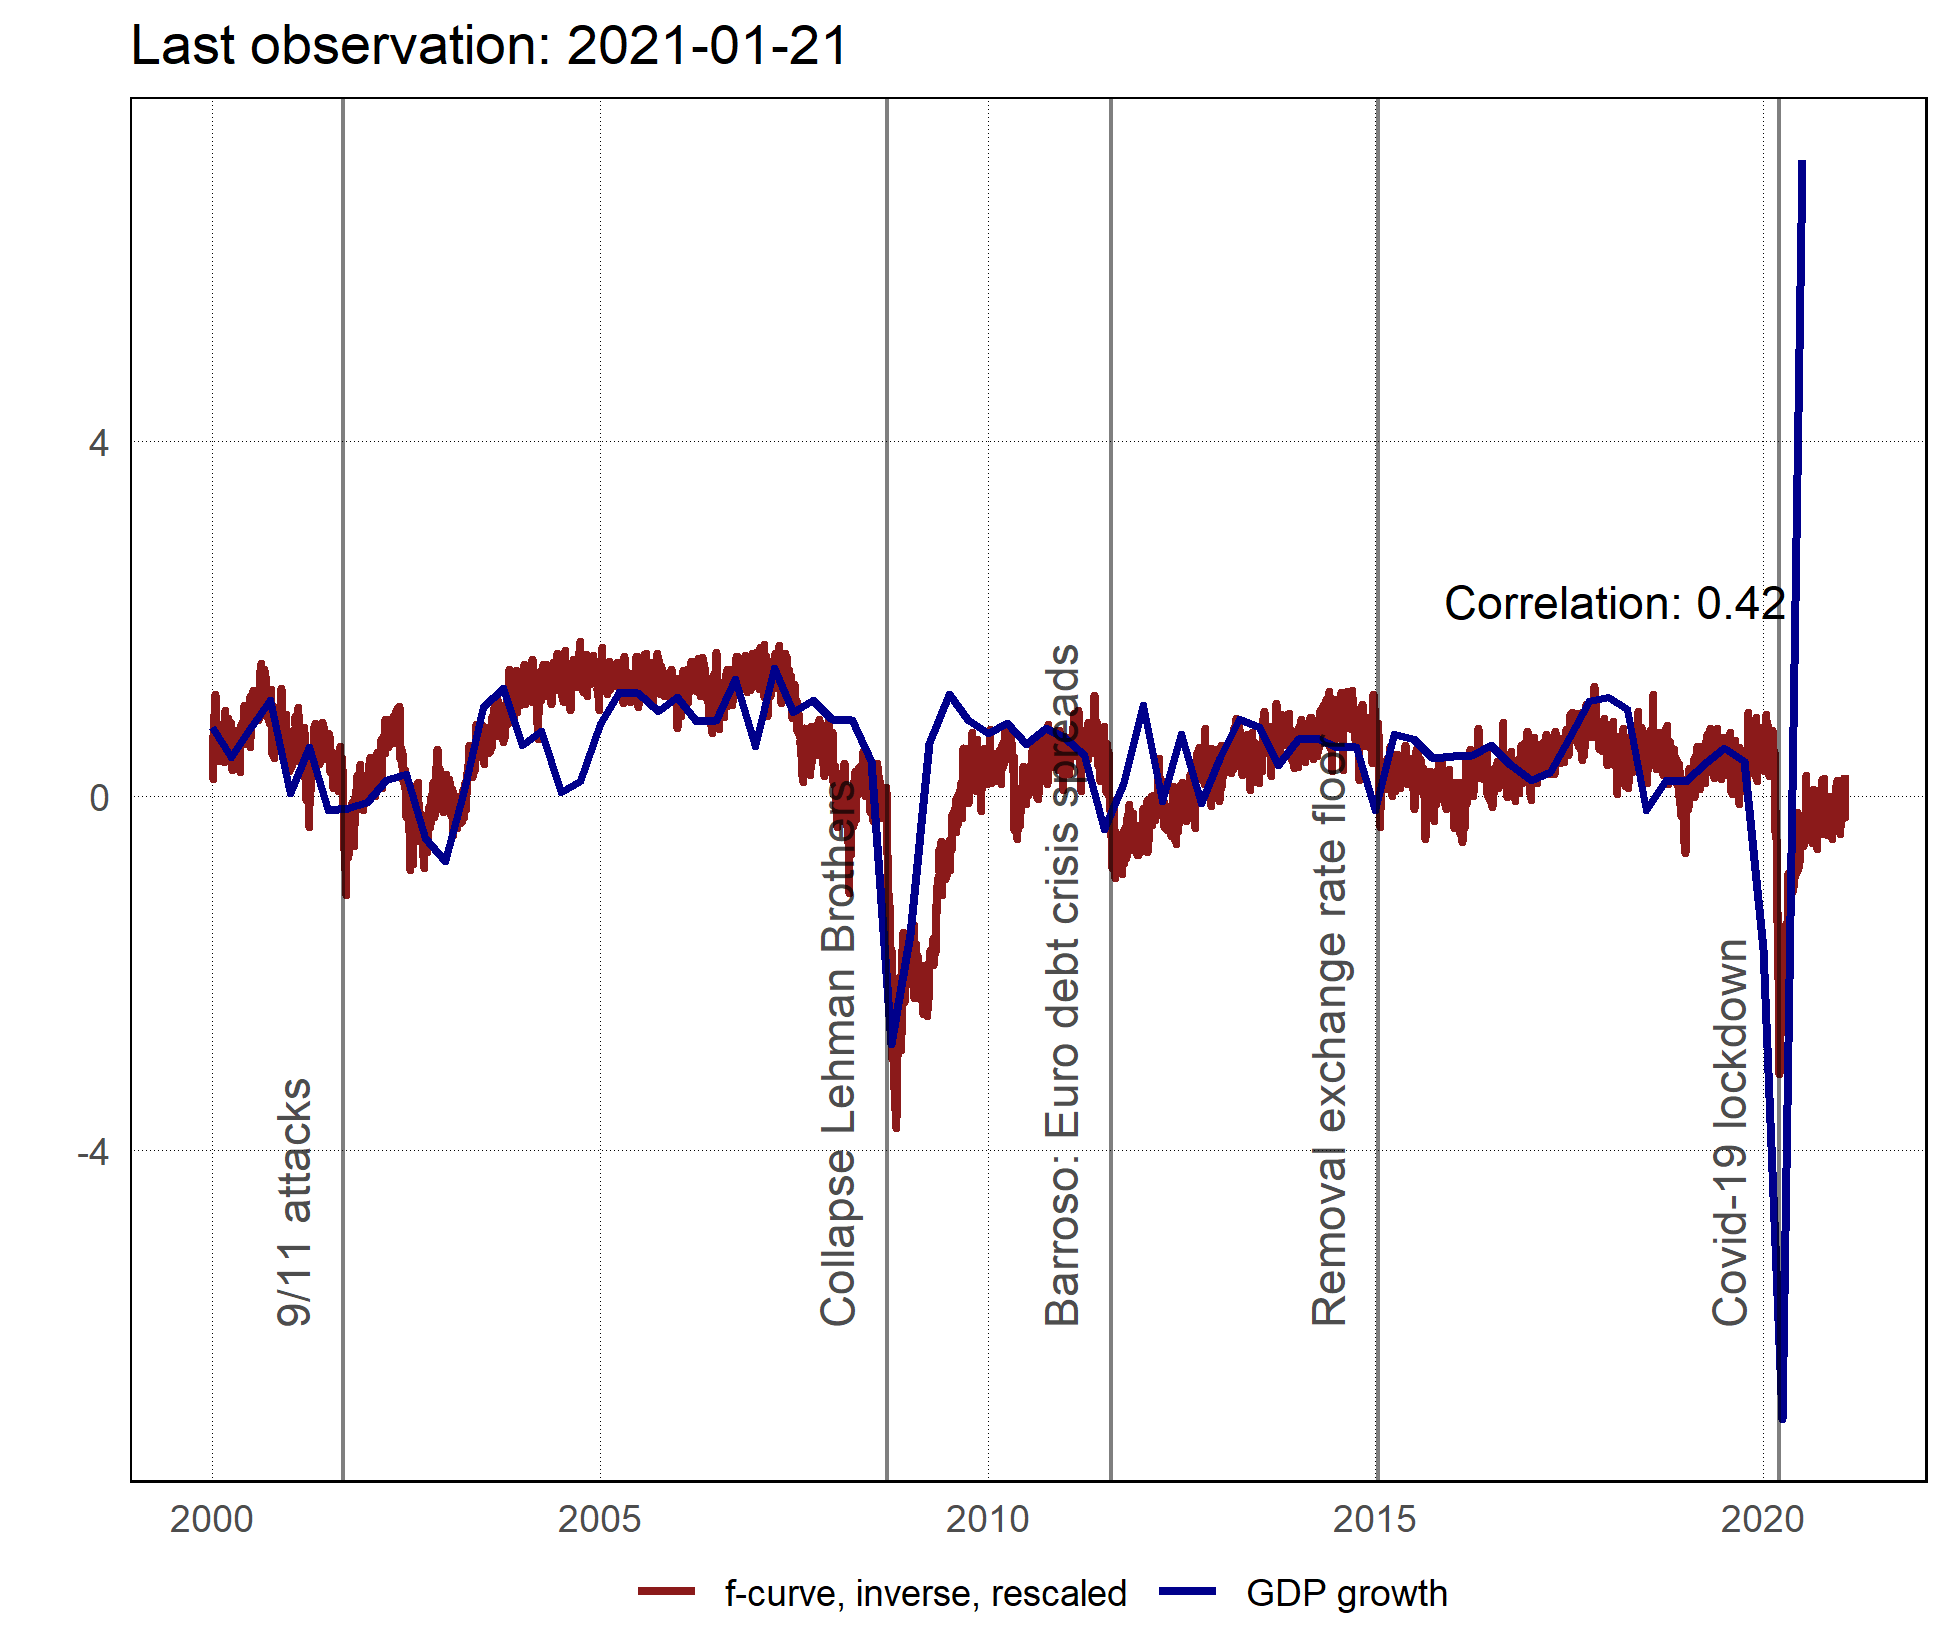 Last observation: 2021-01-21
4
0
-4
Correlation: 0.42
9/11 attacks
Collapse Lehman Brothers
Barroso: Euro debt crisis spreads
Removal exchange rate floor
Covid-19 lockdown
2000
2005
2010
2015
2020
f-curve, inverse, rescaled
GDP growth